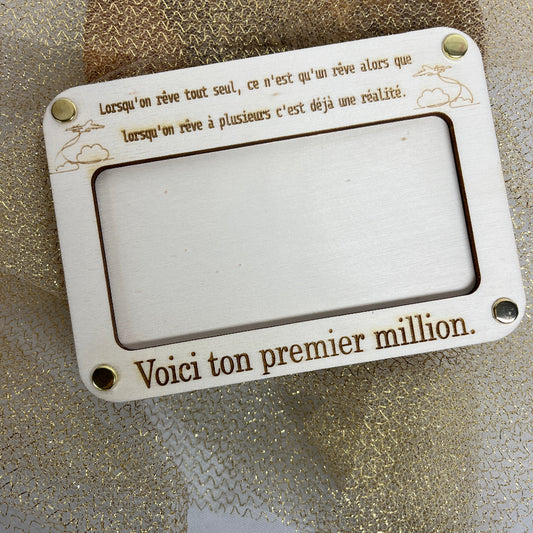 Lorsqu'on rêve tout seul, ce n'est qu'un rêve alors que
lorsqu'on rêve à plusieurs c'est déjà une réalité.
Voici ton premier million.